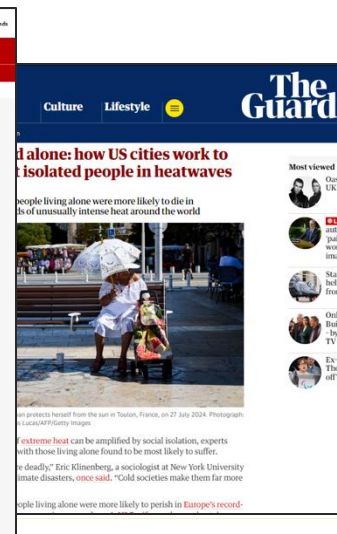 nds
The
Guard
Culture Lifestyle
d alone: how US cities work to
t isolated people in heatwaves
people living alone were more likely to die in
ds of unusually intense heat around the world
an protects herself from the sun in Toulon, France, on 27 July 2024. Photograph:
Lucas/AFP/Getty Images
f extreme heat can be amplified by social isolation, experts
with those living alone found to be most likely to suffer.
re deadly,” Eric Klinenberg, a sociologist at New York University
limate disasters, once said. “Cold societies make them far more
ople living alone were more likely to perish in Europe’s record-
Most viewed
Oas
UK
L
aut
‘pai
wor
ima
Sta
hel
fro
Onl
Bui
– by
TV
Ex-
The
off’